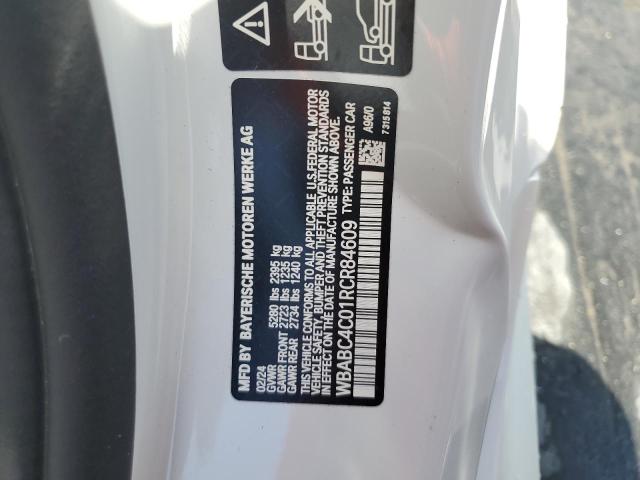 MFD BY BAYERISCHE MOTOREN WERKE AG
02/24
GVWR 5280 lbs 2395 kg
GAWR FRONT 2723 lbs 1235 kg
GAWR REAR 2734 lbs 1240 kg
THIS VEHICLE CONFORMS TO ALL APPLICABLE U.S.FEDERAL MOTOR
VEHICLE SAFETY, BUMPER AND THEFT PREVENTION STANDARDS
IN EFFECT ON THE DATE OF MANUFACTURE SHOWN ABOVE.
WBABC4C01RCR84609 TYPE: PASSENGER CAR
A96/0
7 315 814